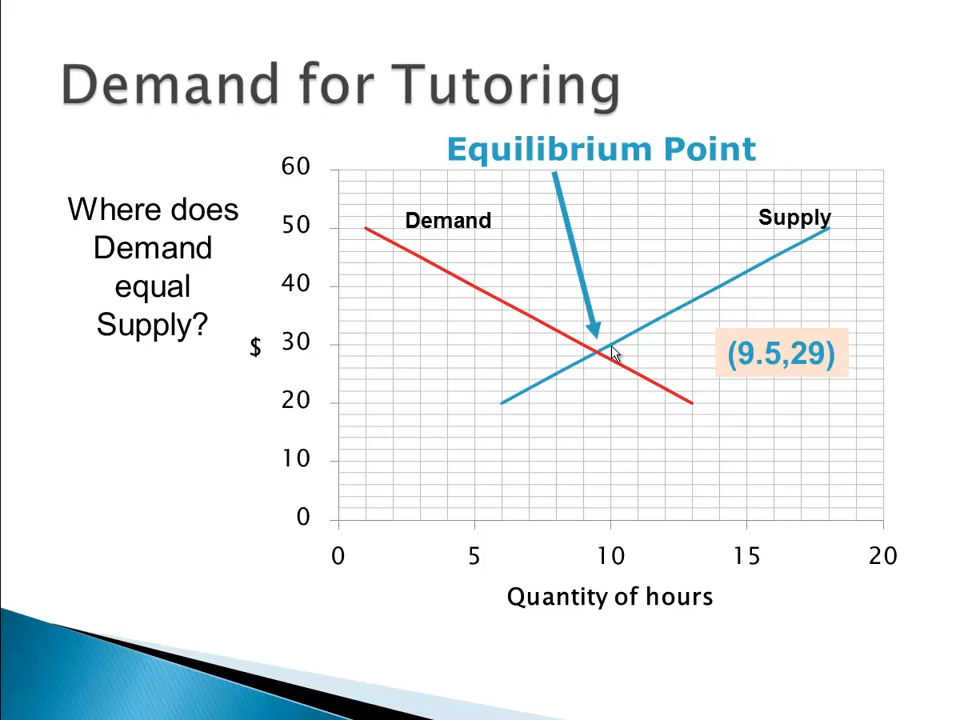 Demand for Tutoring
Equilibrium Point
Where does
Demand
equal
Supply?
$
60
50
40
30
20
10
0
Demand
Supply
(9.5,29)
0 5 10 15 20
Quantity of hours